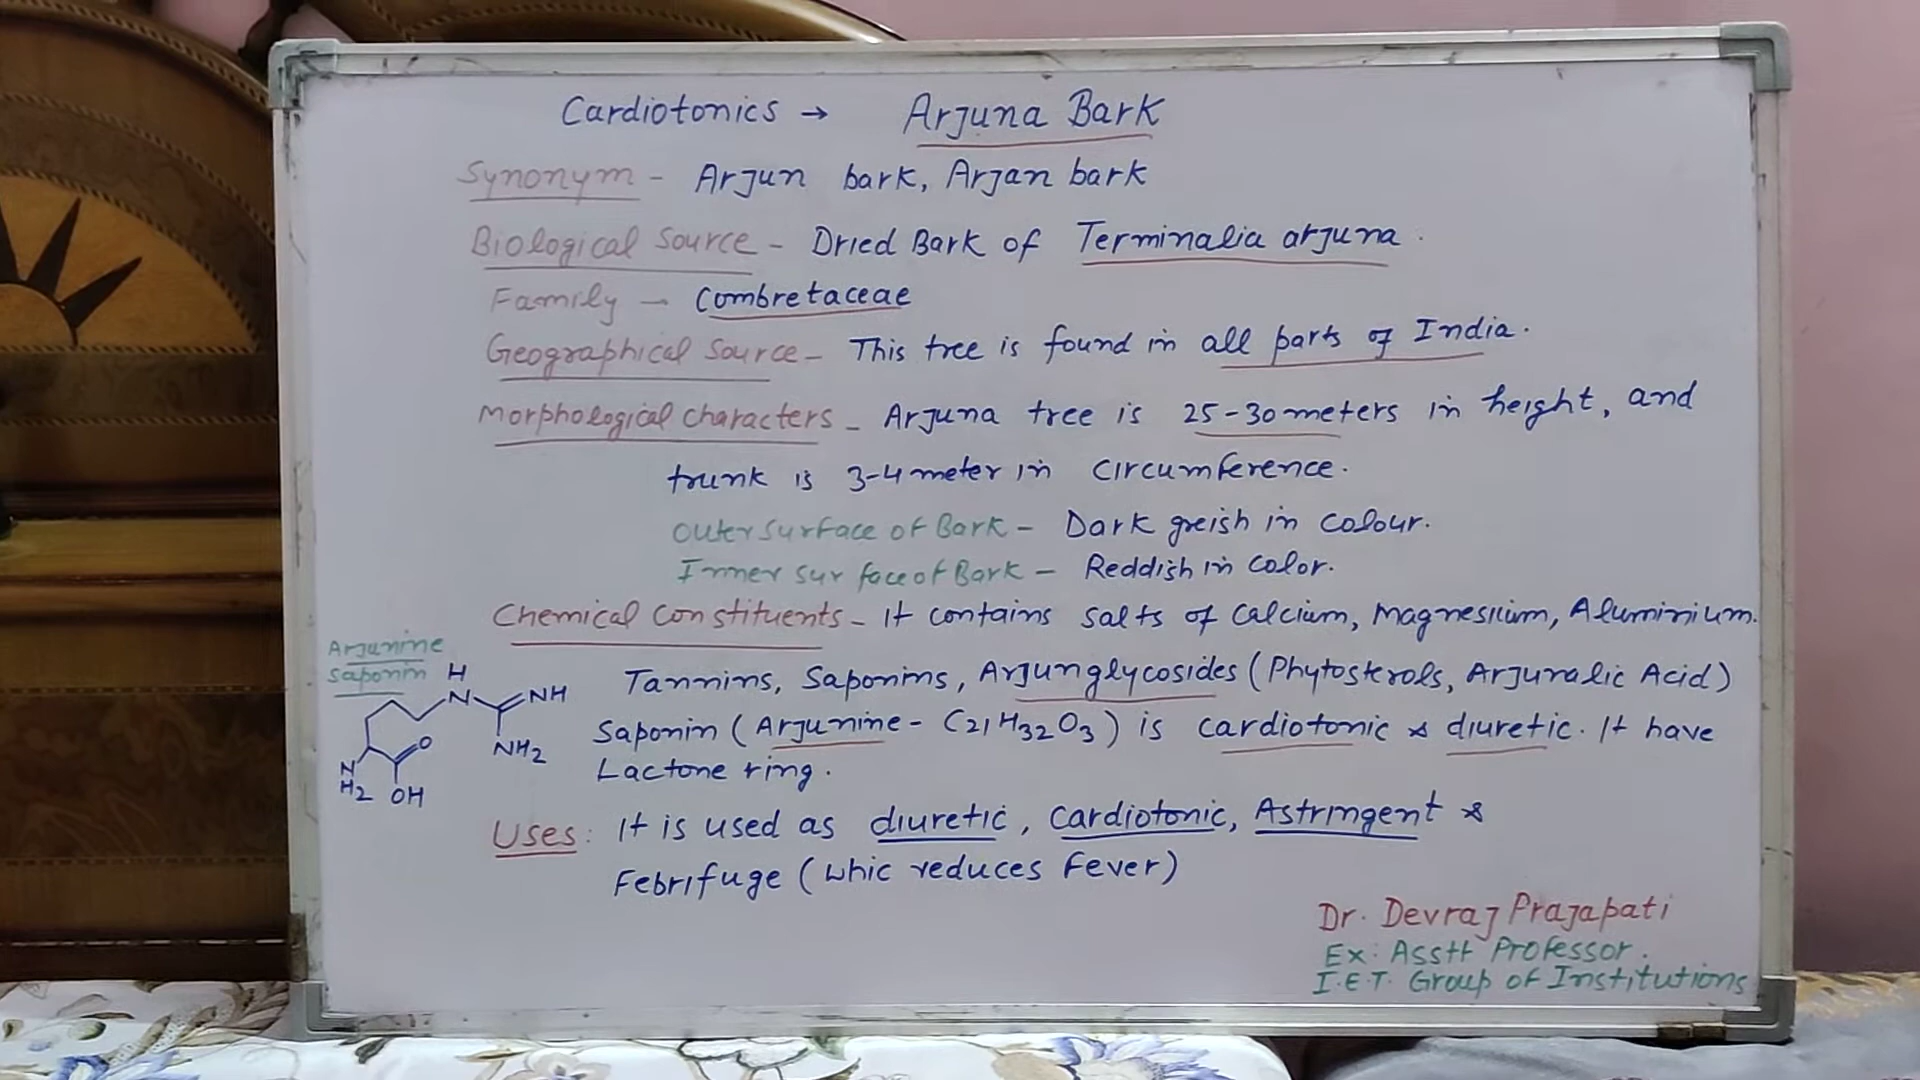 Cardiotonics → Arjuna Bark
Synonym - Arjun bark, Arjan bark
Biological Source - Dried Bark of Terminalia arjuna.
Family → Combretaceae
Geographical Source - This tree is found in all parts of India.
Morphological characters - Arjuna tree is 25-30 meters in height, and
trunk is 3-4 meter in circumference.
Outer surface of Bark - Dark greish in colour.
Inner surface of Bark - Reddish in color.
Chemical Constituents - It contains salts of Calcium, Magnesium, Aluminium.
Tannins, Saponins, Arjunglycosides (Phytosterols, Arjunalic Acid)
Saponin (Arjunine - C21H32O3) is cardiotonic & diuretic. It have
Lactone ring.
Arjunine
Saponin
H
N
NH
NH2
O
N
H2
OH
Uses: It is used as diuretic, Cardiotonic, Astringent &
Febrifuge (whic reduces Fever)
Dr. Devraj Prajapati
Ex: Asstt Professor.
I.E.T. Group of Institutions